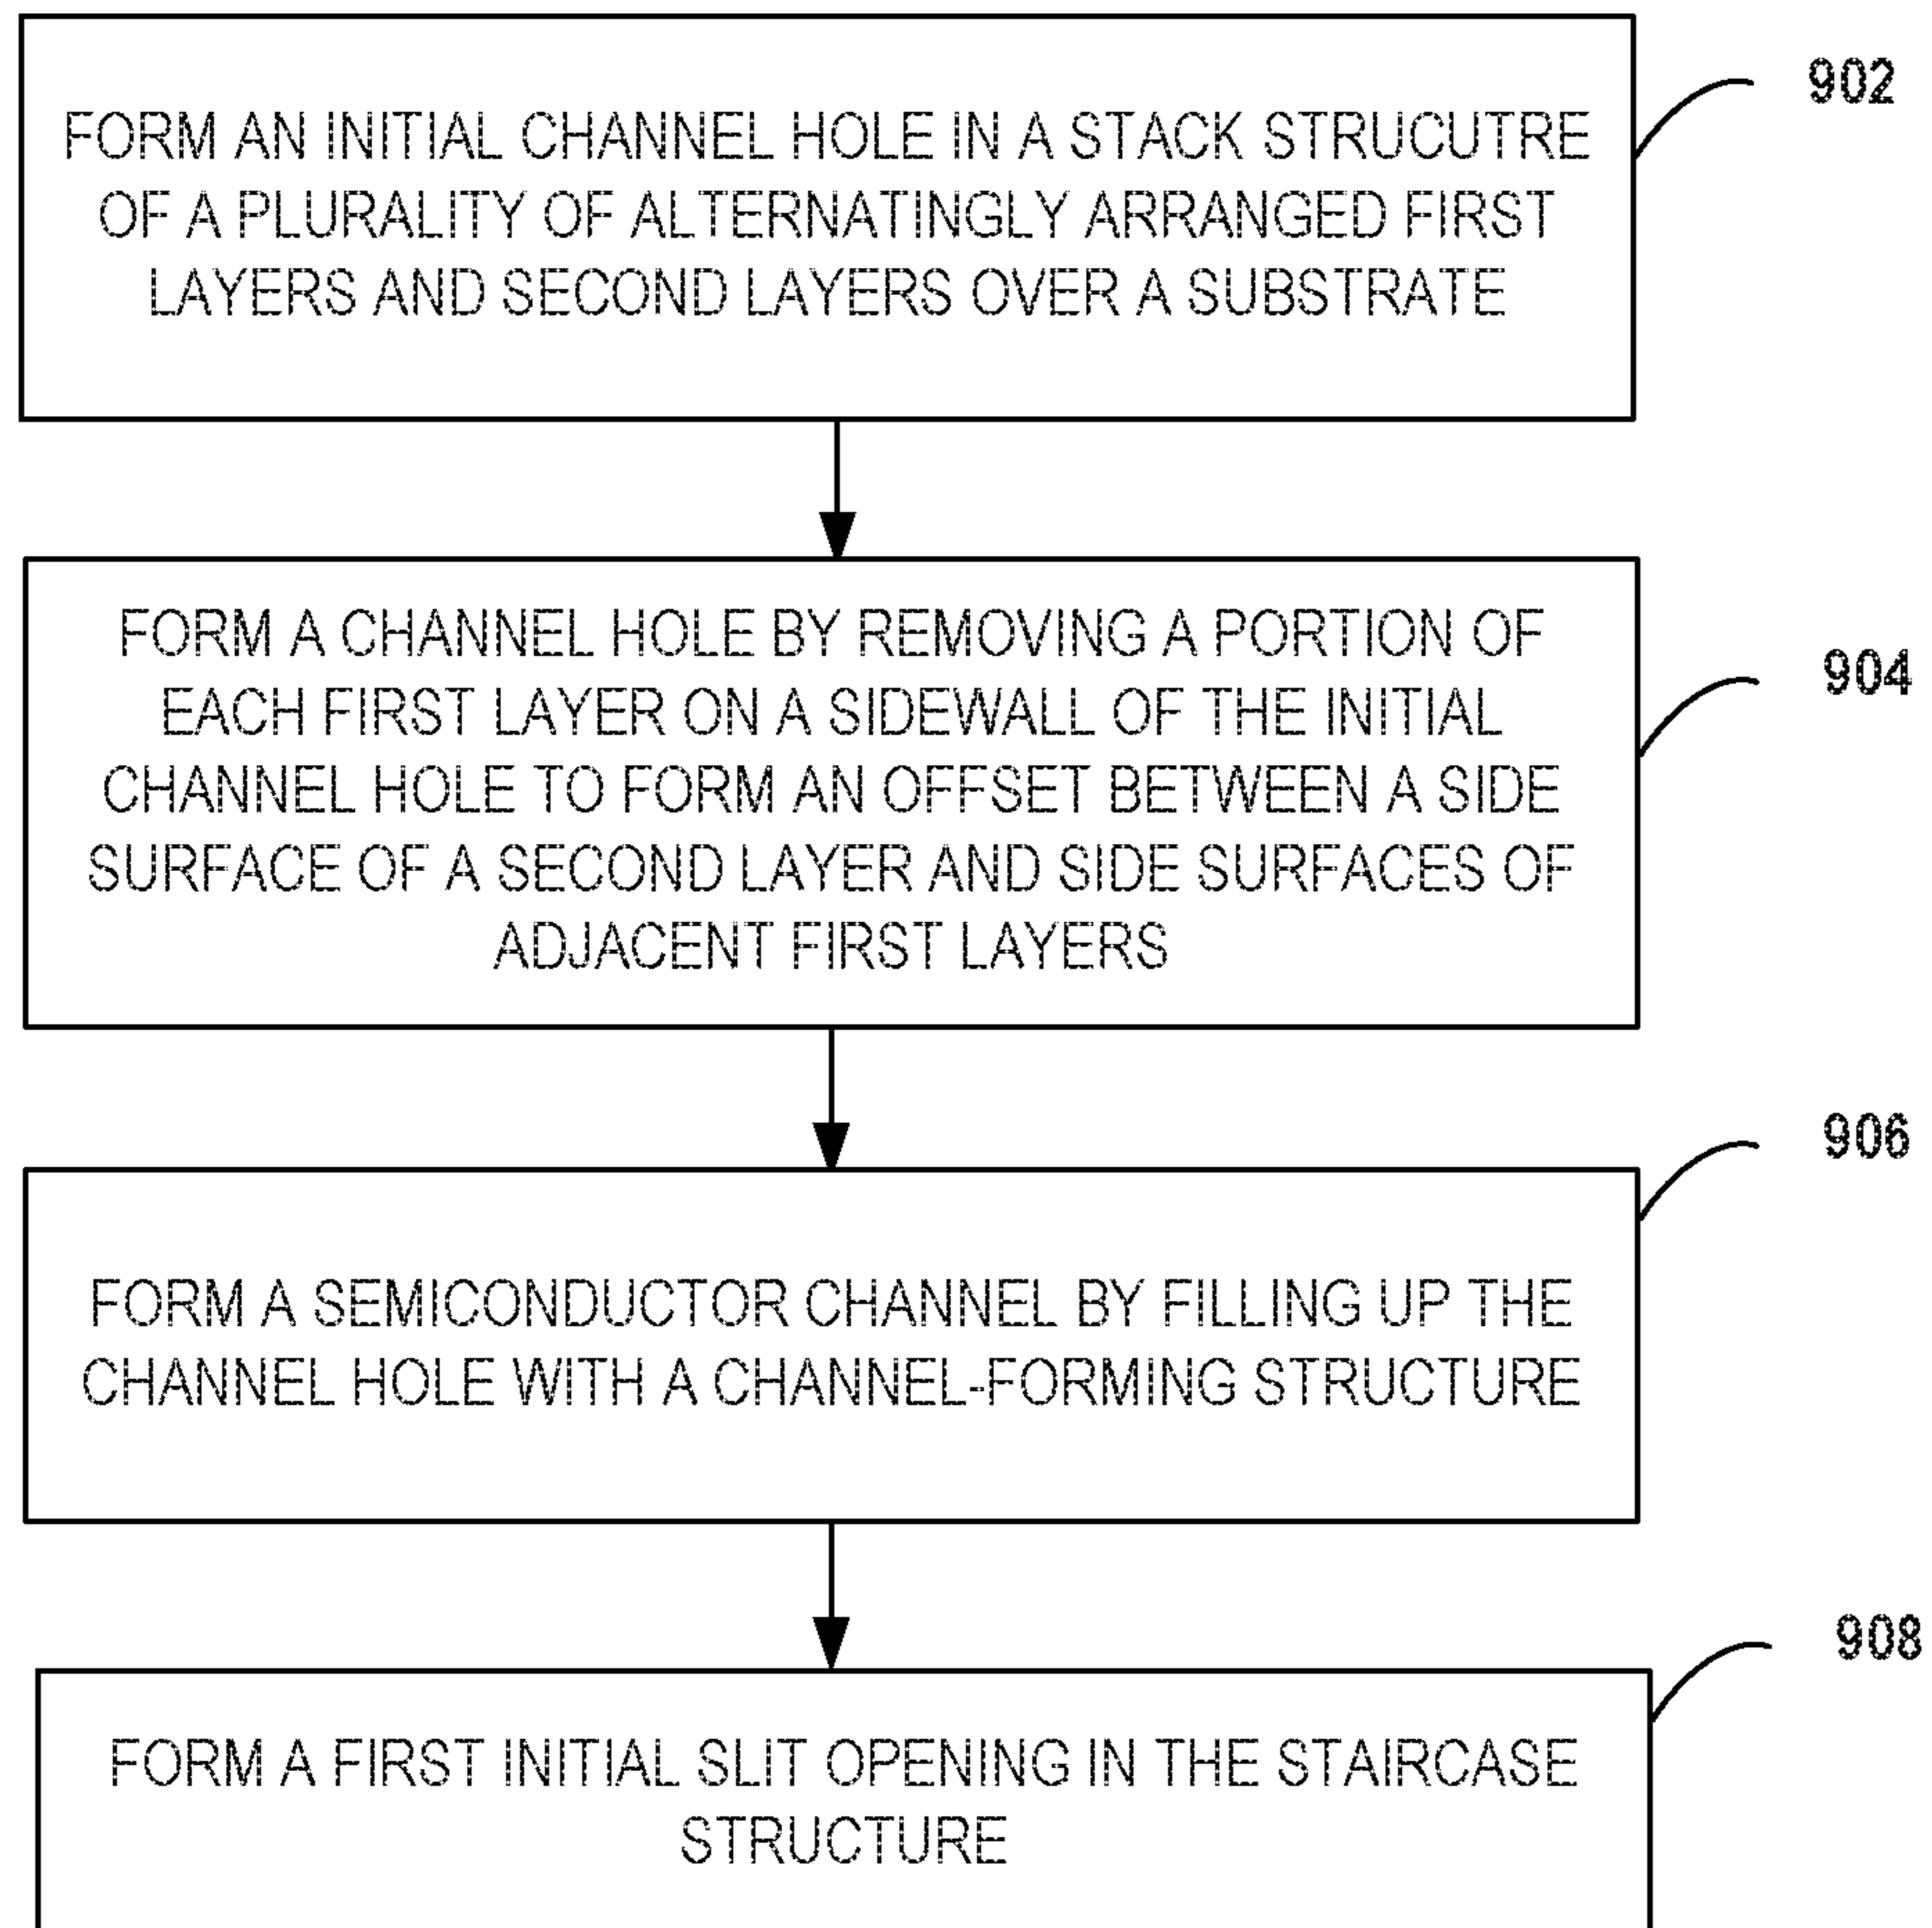 FORM AN INITIAL CHANNEL HOLE IN A STACK STRUCUTRE
OF A PLURALITY OF ALTERNATINGLY ARRANGED FIRST
LAYERS AND SECOND LAYERS OVER A SUBSTRATE
902
FORM A CHANNEL HOLE BY REMOVING A PORTION OF
EACH FIRST LAYER ON A SIDEWALL OF THE INITIAL
CHANNEL HOLE TO FORM AN OFFSET BETWEEN A SIDE
SURFACE OF A SECOND LAYER AND SIDE SURFACES OF
ADJACENT FIRST LAYERS
904
FORM A SEMICONDUCTOR CHANNEL BY FILLING UP THE
CHANNEL HOLE WITH A CHANNEL-FORMING STRUCTURE
906
FORM A FIRST INITIAL SLIT OPENING IN THE STAIRCASE
STRUCTURE
908